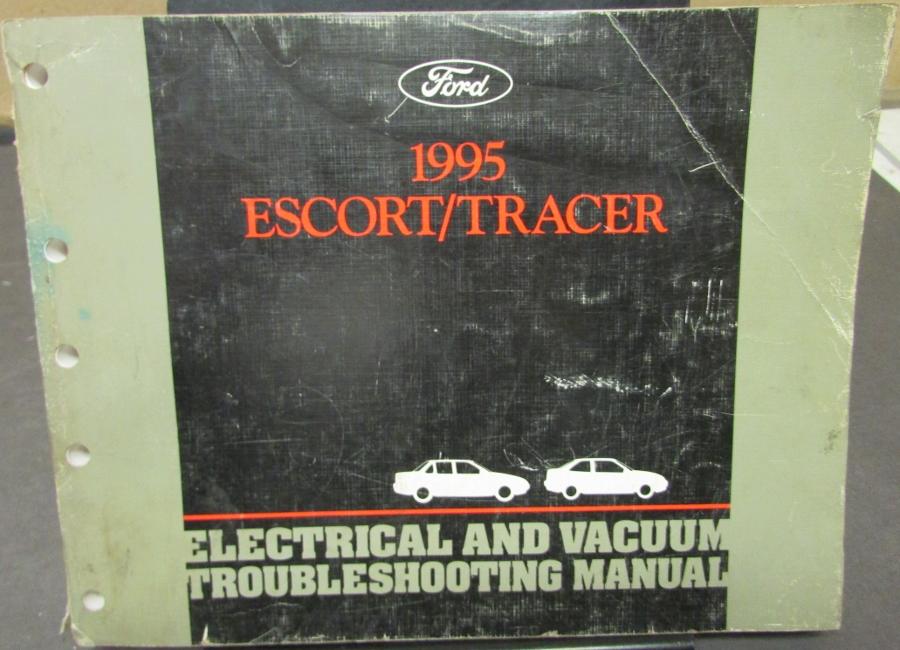 Ford
1995
ESCORT/TRACER
ELECTRICAL AND VACUUM
TROUBLESHOOTING MANUAL